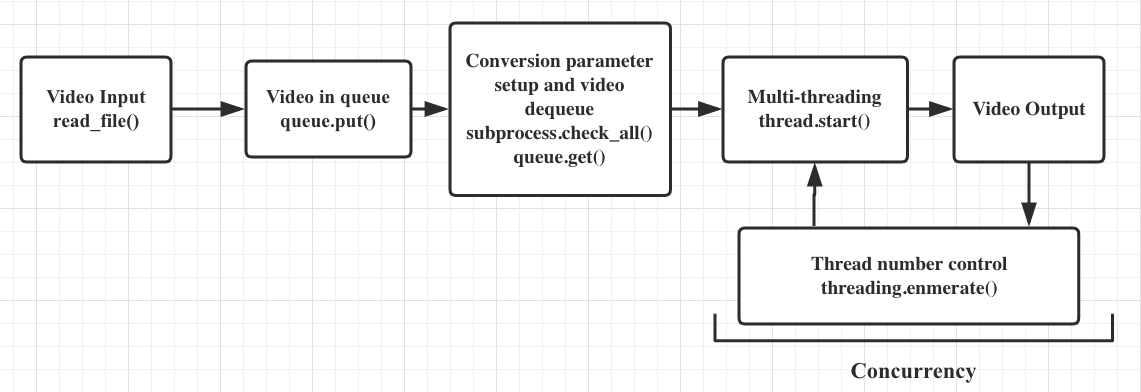 Video Input
read_file()
Video in queue
queue.put()
Conversion parameter
setup and video
dequeue
subprocess.check_all()
queue.get()
Multi-threading
thread.start()
Video Output
Thread number control
threading.enmerate()
Concurrency